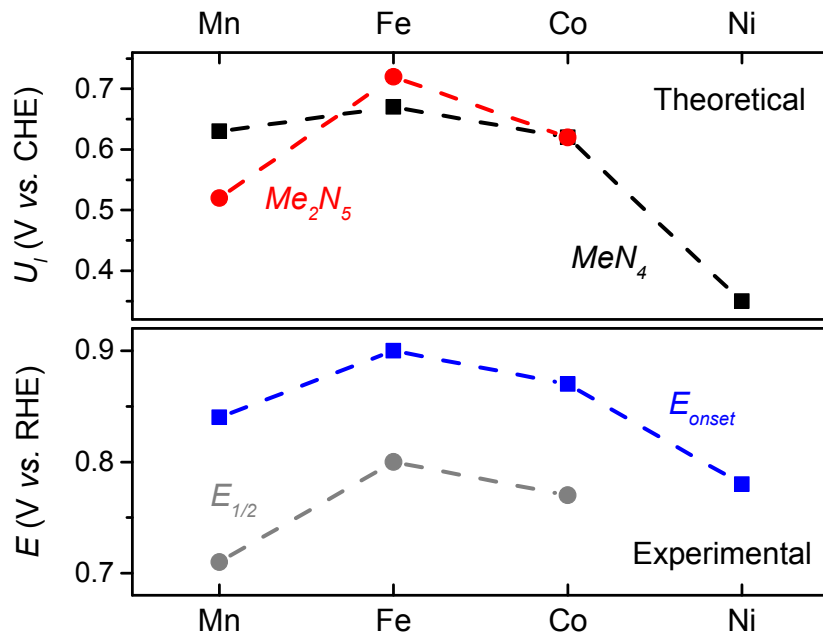 Mn Fe Co Ni
0.7
0.6
0.5
0.4
U_l (V vs. CHE)
Theoretical
Me₂N₅
MeN₄
0.9
0.8
0.7
E (V vs. RHE)
E_onset
E_1/2
Experimental
Mn Fe Co Ni